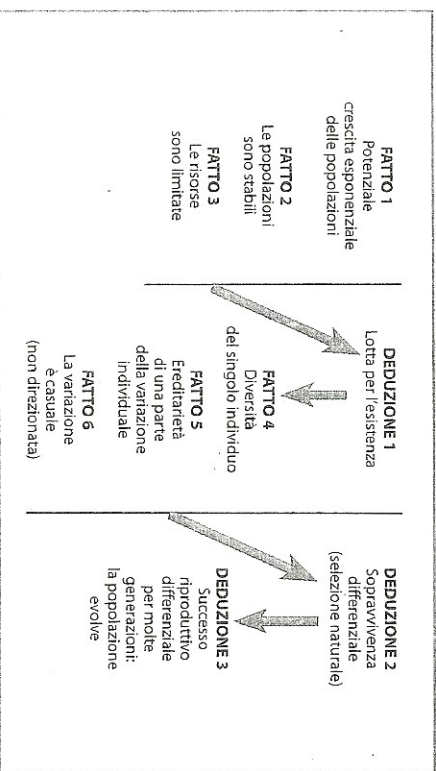 FATTO 1
Potenziale
crescita esponenziale
delle popolazioni
FATTO 2
Le popolazioni
sono stabili
FATTO 3
Le risorse
sono limitate
DEDUZIONE 1
Lotta per l'esistenza
FATTO 4
Diversità
del singolo individuo
FATTO 5
Ereditarietà
di una parte
della variazione
individuale
FATTO 6
La variazione
è casuale
(non direzionata)
DEDUZIONE 2
Sopravvivenza
differenziale
(selezione naturale)
DEDUZIONE 3
Successo
riproduttivo
differenziale
per molte
generazioni:
la popolazione
evolve